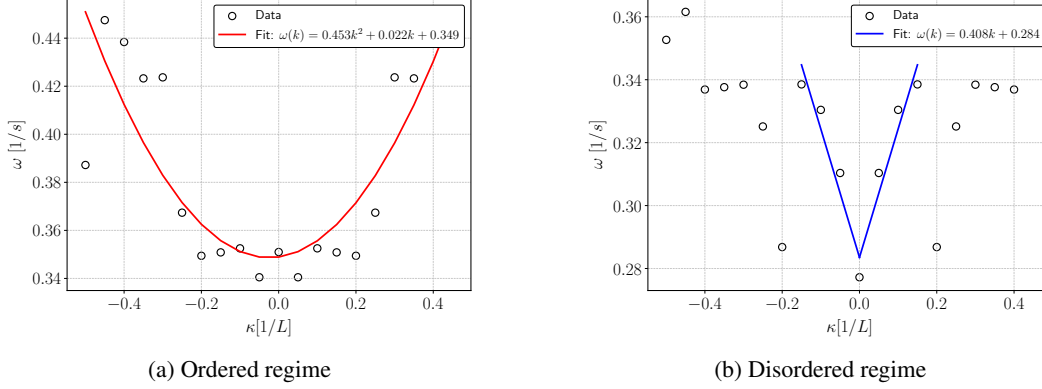 0.44
0.42
0.40
0.38
0.36
0.34
ω [1/s]
−0.4
−0.2
0.0
0.2
0.4
κ[1/L]
Data
Fit: ω(k) = 0.453k² + 0.022k + 0.349
(a) Ordered regime
0.36
0.34
0.32
0.30
0.28
ω [1/s]
−0.4
−0.2
0.0
0.2
0.4
κ[1/L]
Data
Fit: ω(k) = 0.408k + 0.284
(b) Disordered regime